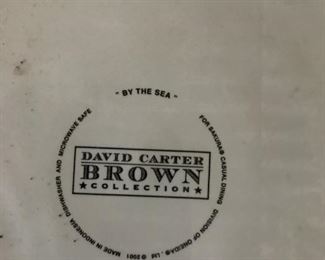 "BY THE SEA"
FOR SAKURA® CASUAL DINING DIVISION OF ONEIDA®, Ltd © 2001 MADE IN INDONESIA DISHWASHER AND MICROWAVE SAFE
DAVID CARTER
BROWN
★COLLECTION★